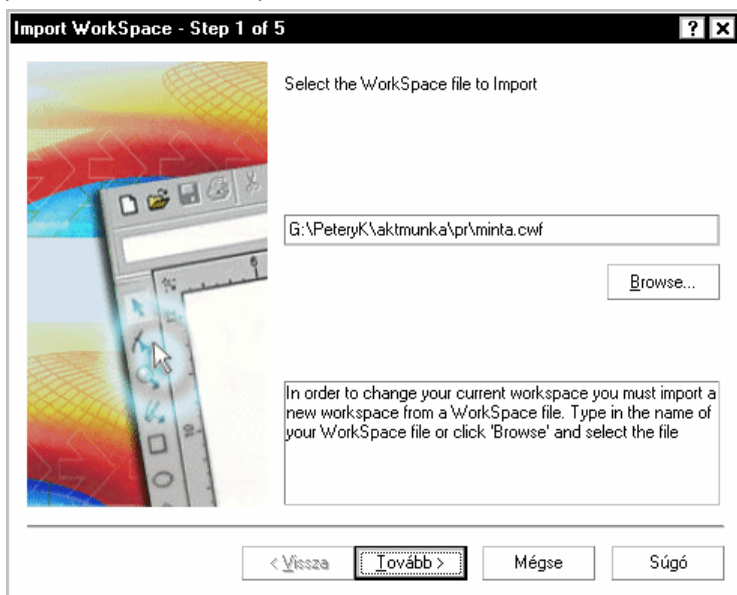 Import WorkSpace - Step 1 of 5
Select the WorkSpace file to Import
G:\PeteryK\aktmunka\pr\minta.cwf
Browse...
In order to change your current workspace you must import a
new workspace from a WorkSpace file. Type in the name of
your WorkSpace file or click 'Browse' and select the file
< Vissza
Tovább >
Mégse
Súgó